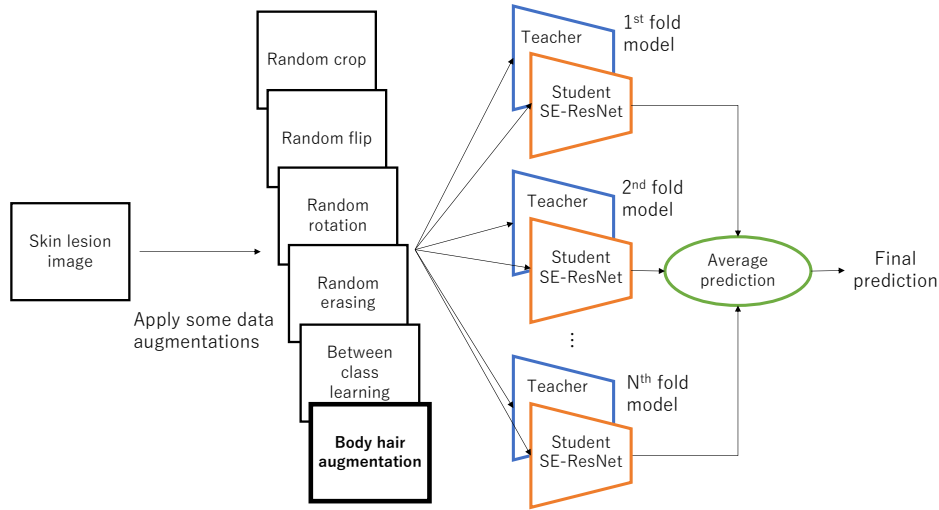 Skin lesion
image
Apply some data
augmentations
Random crop
Random flip
Random
rotation
Random
erasing
Between
class
learning
Body hair
augmentation
Teacher
Student
SE-ResNet
1st fold
model
Teacher
Student
SE-ResNet
2nd fold
model
⋮
Teacher
Student
SE-ResNet
Nth fold
model
Average
prediction
Final
prediction